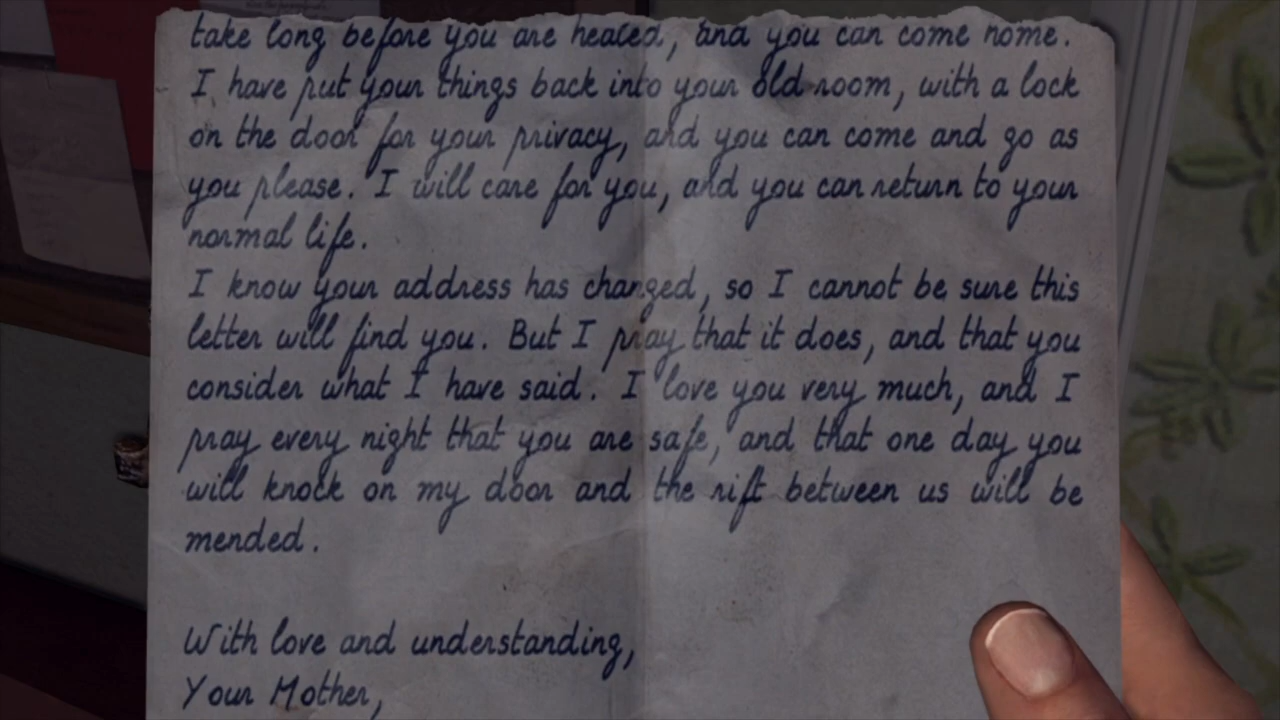 take long before you are healed, and you can come home.
I have put your things back into your old room, with a lock
on the door for your privacy, and you can come and go as
you please. I will care for you, and you can return to your
normal life.
I know your address has changed, so I cannot be sure this
letter will find you. But I pray that it does, and that you
consider what I have said. I love you very much, and I
pray every night that you are safe, and that one day you
will knock on my door and the rift between us will be
mended.
With love and understanding,
Your Mother,